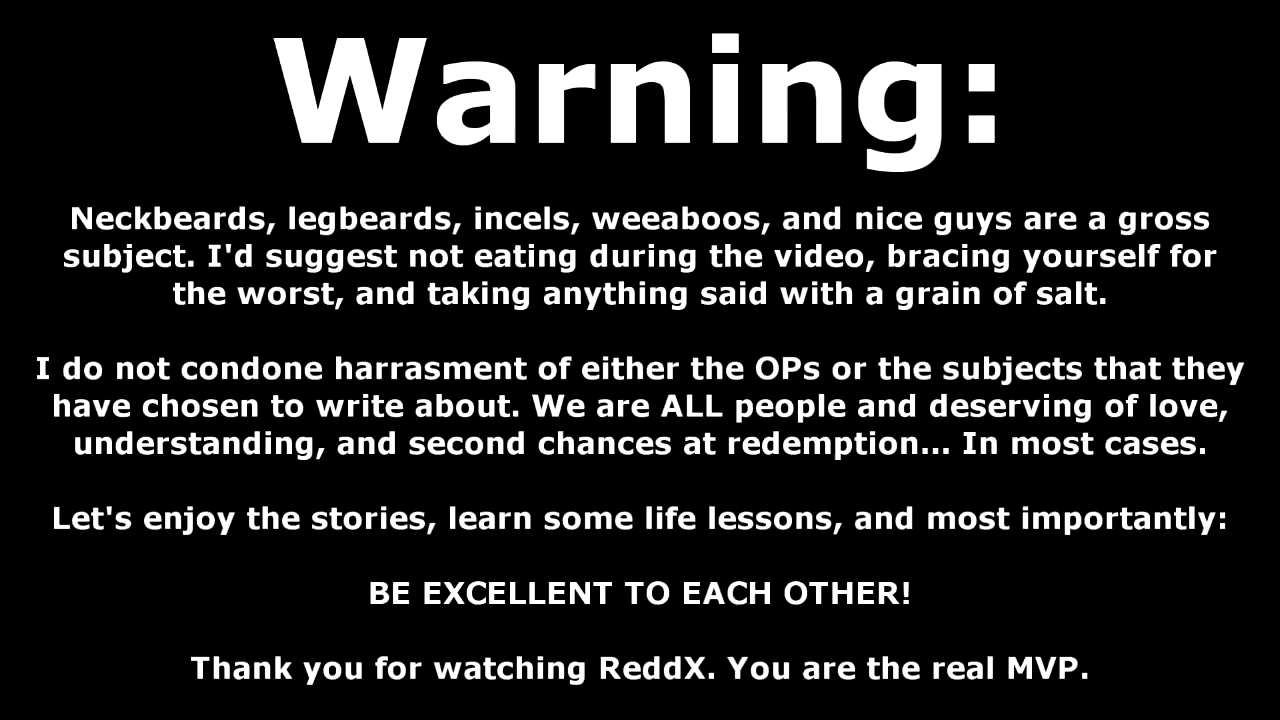 Warning:
Neckbeards, legbeards, incels, weeaboos, and nice guys are a gross
subject. I'd suggest not eating during the video, bracing yourself for
the worst, and taking anything said with a grain of salt.
I do not condone harrasment of either the OPs or the subjects that they
have chosen to write about. We are ALL people and deserving of love,
understanding, and second chances at redemption... In most cases.
Let's enjoy the stories, learn some life lessons, and most importantly:
BE EXCELLENT TO EACH OTHER!
Thank you for watching ReddX. You are the real MVP.